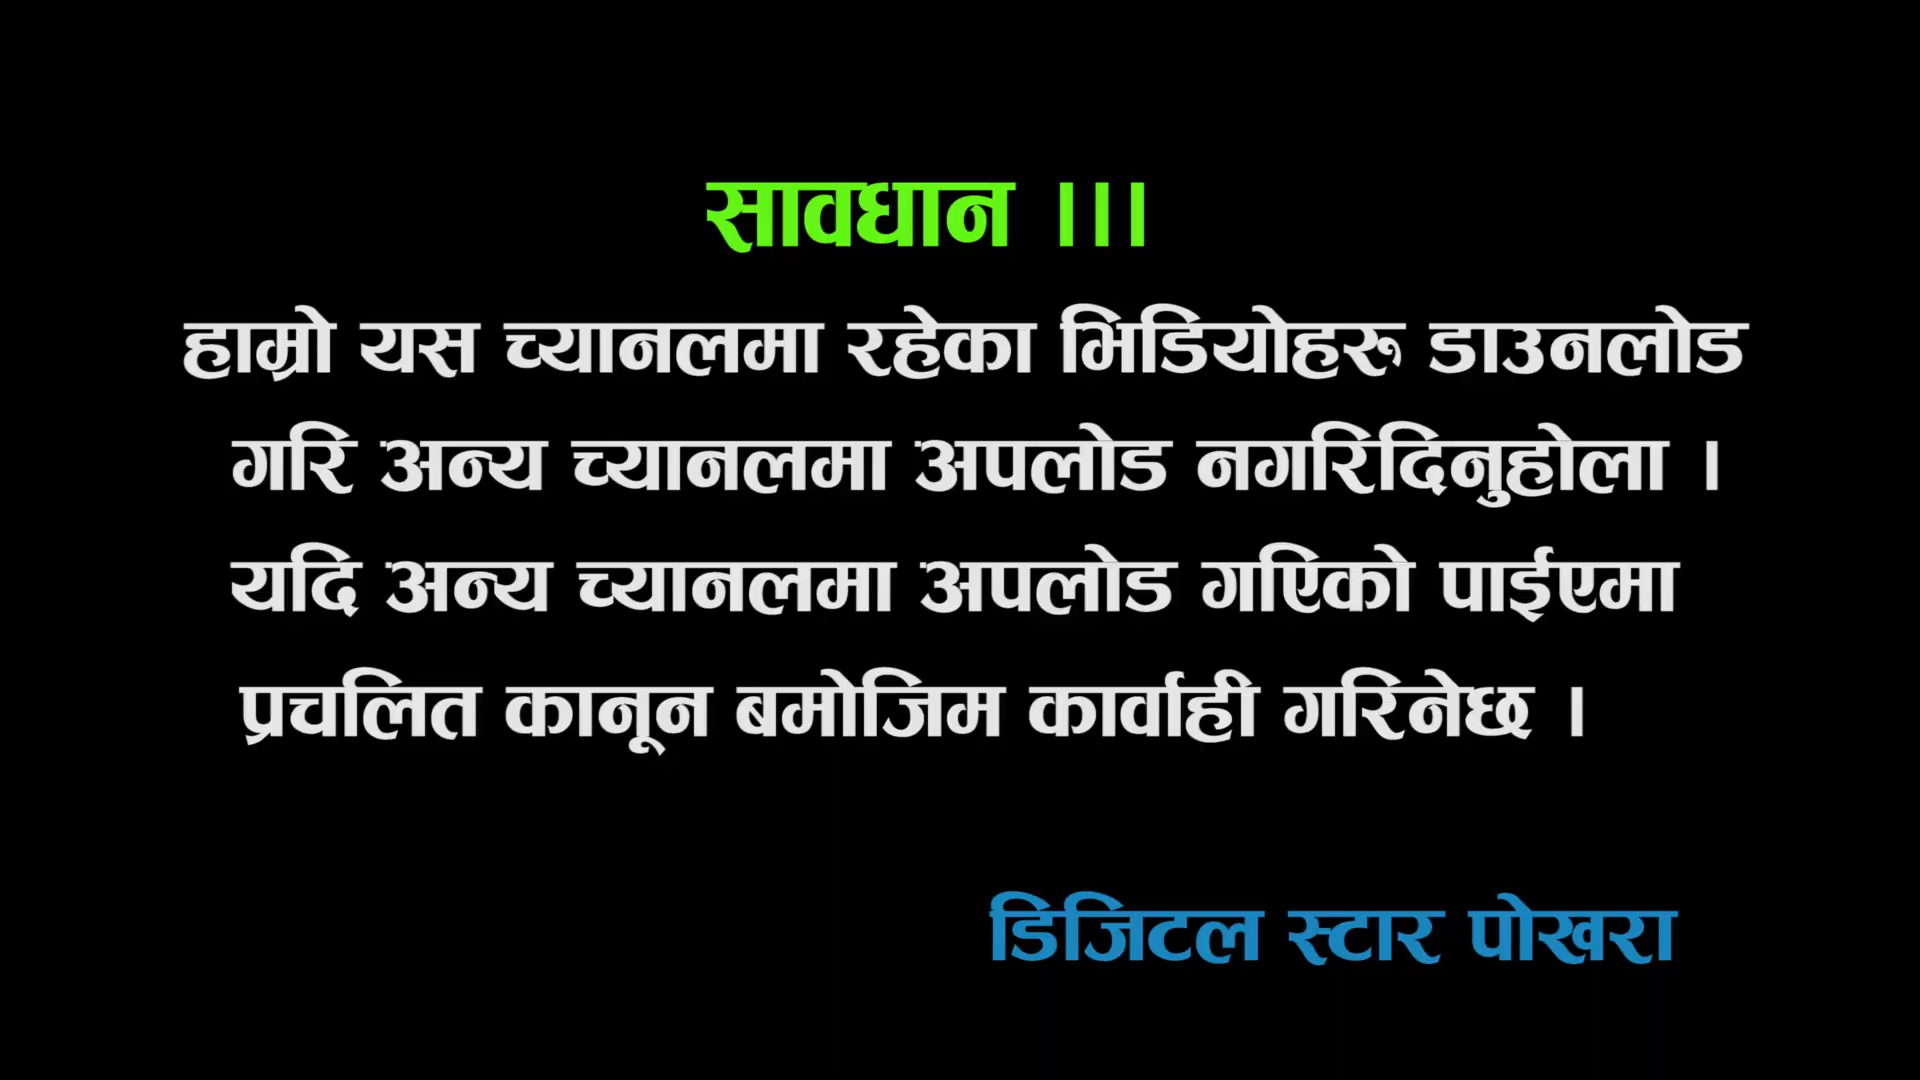 सावधान ।।।
हाम्रो यस च्यानलमा रहेका भिडियोहरु डाउनलोड
गरि अन्य च्यानलमा अपलोड नगरिदिनुहोला ।
यदि अन्य च्यानलमा अपलोड गएिको पाईएमा
प्रचलित कानून बमोजिम कार्वाही गरिनेछ ।
डिजिटल स्टार पोखरा